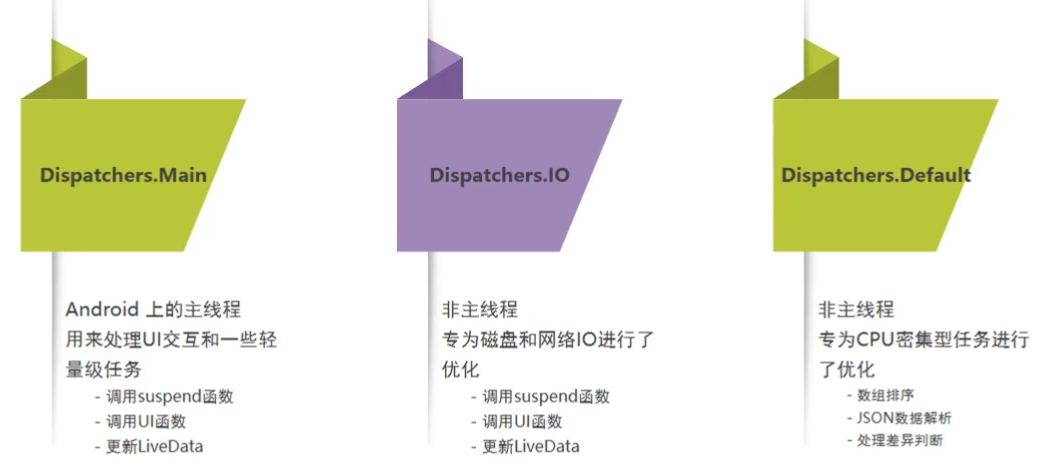 Dispatchers.Main
Android 上的主线程
用来处理UI交互和一些轻
量级任务
- 调用suspend函数
- 调用UI函数
- 更新LiveData
Dispatchers.IO
非主线程
专为磁盘和网络IO进行了
优化
- 调用suspend函数
- 调用UI函数
- 更新LiveData
Dispatchers.Default
非主线程
专为CPU密集型任务进行
了优化
- 数组排序
- JSON数据解析
- 处理差异判断